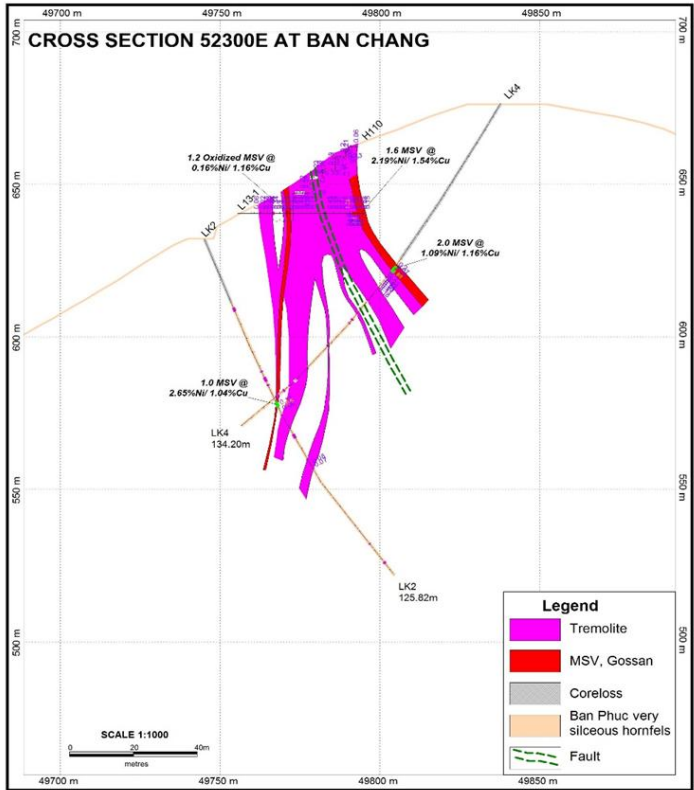 49700 m
49750 m
49800 m
49850 m
700 m
700 m
CROSS SECTION 52300E AT BAN CHANG
LK4
H110
1.2 Oxidized MSV @
0.16%Ni/ 1.16%Cu
1.6 MSV @
2.19%Ni/ 1.54%Cu
650 m
650 m
L13-1
LK2
2.0 MSV @
1.09%Ni/ 1.16%Cu
600 m
600 m
1.0 MSV @
2.65%Ni/ 1.04%Cu
LK4
134.20m
550 m
550 m
LK2
125.82m
Legend
Tremolite
MSV, Gossan
Coreloss
Ban Phuc very
silceous hornfels
Fault
500 m
500 m
SCALE 1:1000
0
20
40m
metres
49700 m
49750 m
49800 m
49850 m